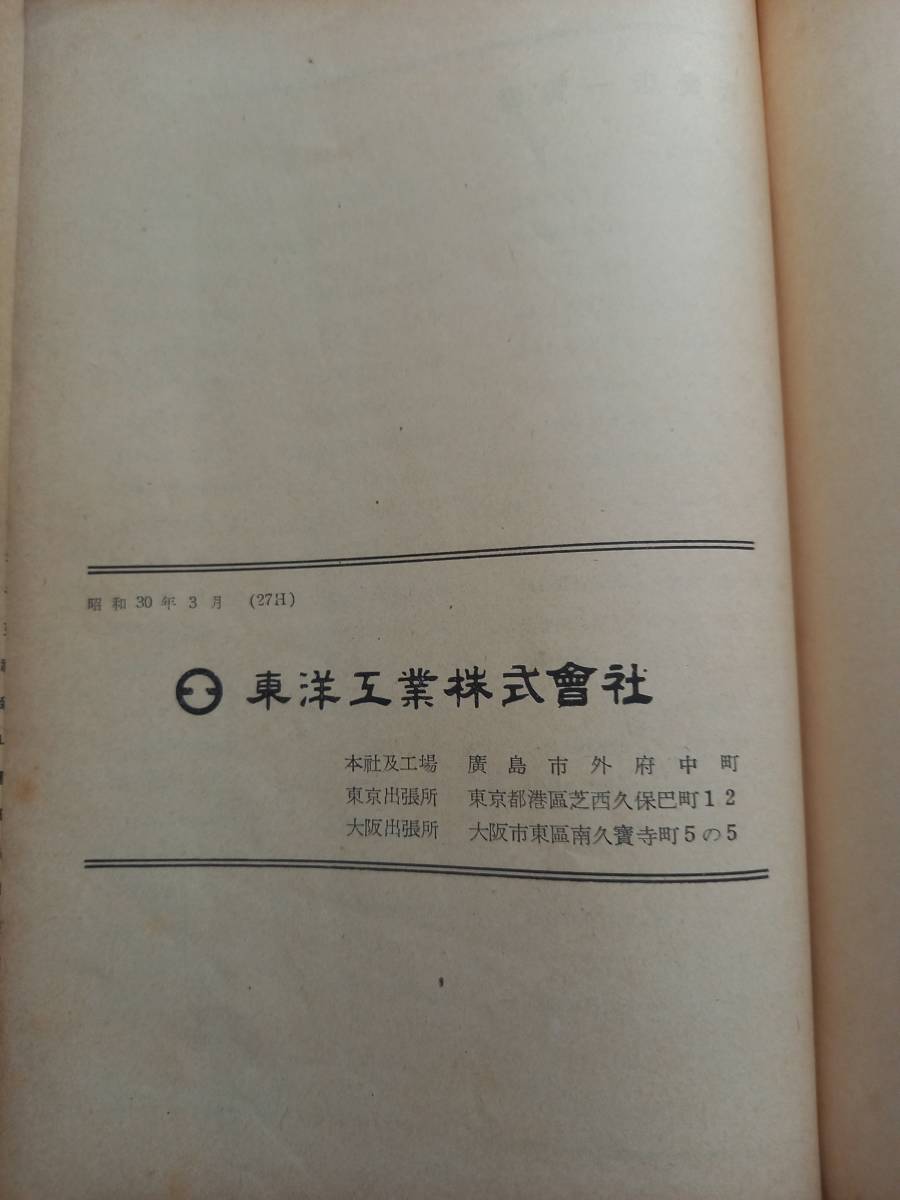 昭和30年3月 (27H)
東洋工業株式會社
本社及工場 廣島市外府中町
東京出張所 東京都港區芝西久保巴町12
大阪出張所 大阪市東區南久寶寺町5の5